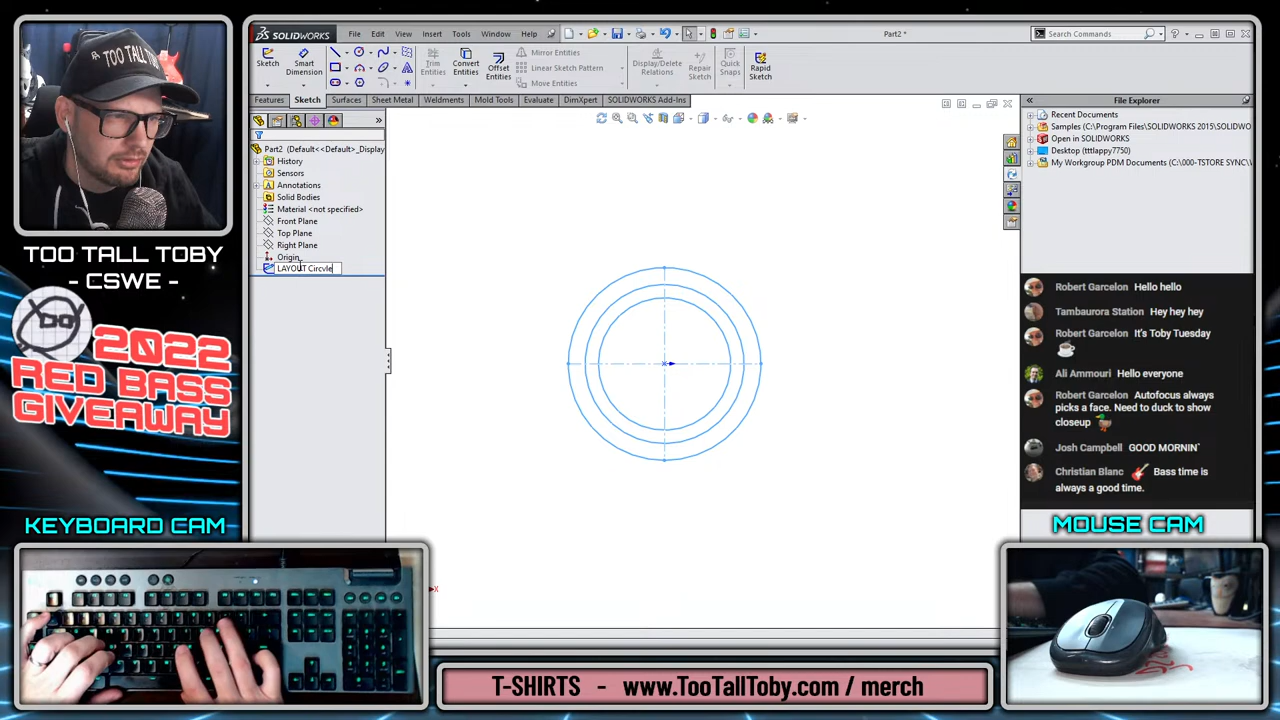 TOO TALL TOBY
TOO TALL TOBY
- CSWE -
2022
RED BASS
GIVEAWAY
KEYBOARD CAM
SOLIDWORKS
File
Edit
View
Insert
Tools
Window
Help
Part2 *
Search Commands
Sketch
Smart
Dimension
Trim
Entities
Convert
Entities
Offset
Entities
Mirror Entities
Linear Sketch Pattern
Move Entities
Display/Delete
Relations
Repair
Sketch
Quick
Snaps
Rapid
Sketch
Features
Sketch
Surfaces
Sheet Metal
Weldments
Mold Tools
Evaluate
DimXpert
SOLIDWORKS Add-Ins
Part2 (Default<<Default>_Display
History
Sensors
Annotations
Solid Bodies
Material <not specified>
Front Plane
Top Plane
Right Plane
Origin
LAYOUT Circvle
X
File Explorer
Recent Documents
Samples (C:\Program Files\SOLIDWORKS 2015\SOLIDWO
Open in SOLIDWORKS
Desktop (tttlappy7750)
My Workgroup PDM Documents (C:\000-TSTORE SYNC\V
Robert Garcelon Hello hello
Tambaurora Station Hey hey hey
Robert Garcelon It's Toby Tuesday
Ali Ammouri Hello everyone
Robert Garcelon Autofocus always
picks a face. Need to duck to show
closeup
Josh Campbell GOOD MORNIN`
Christian Blanc Bass time is
always a good time.
MOUSE CAM
T-SHIRTS - www.TooTallToby.com / merch